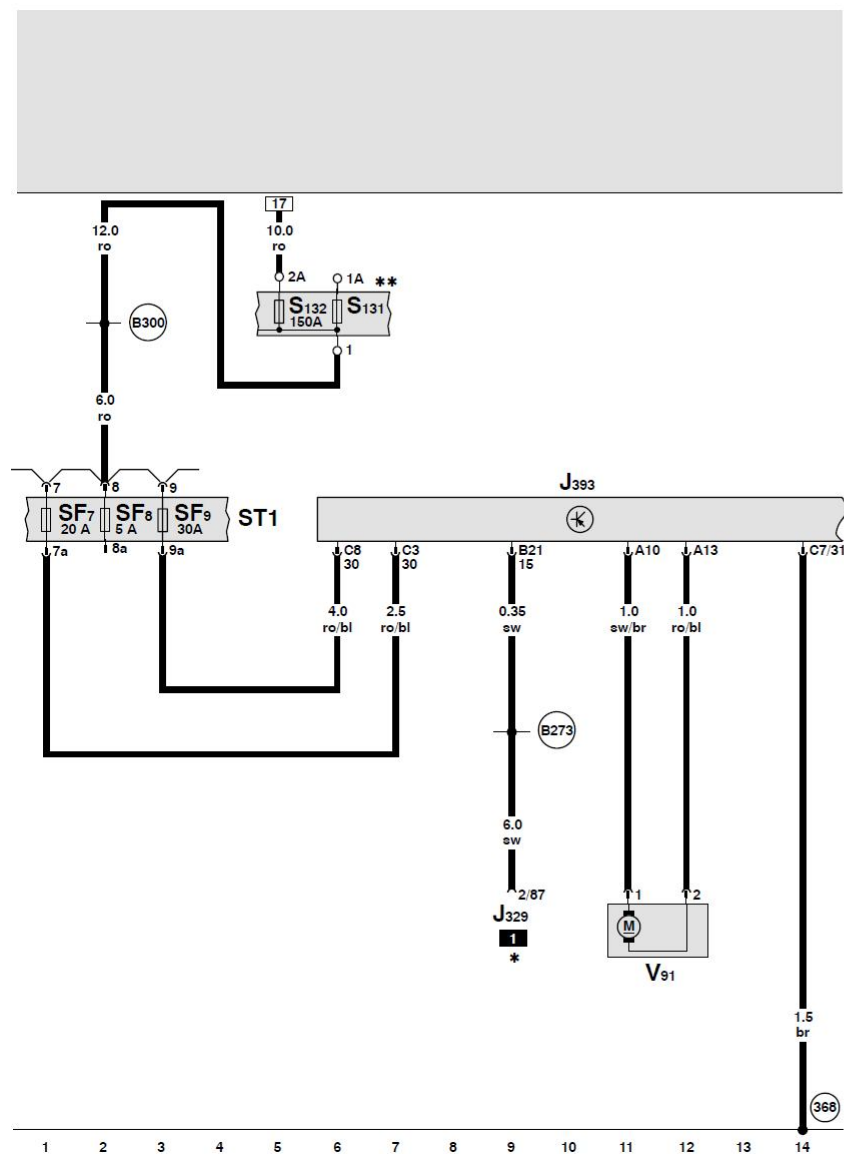 17
12.0
ro
10.0
ro
2A
1A
**
S132
150A
S131
B300
1
6.0
ro
7
8
9
J393
SF7
20 A
SF8
5 A
SF9
30A
ST1
7a
8a
9a
C8
30
C3
30
B21
15
A10
A13
C7/31
4.0
ro/bl
2.5
ro/bl
0.35
sw
1.0
sw/br
1.0
ro/bl
B273
6.0
sw
2/87
1
2
J329
1
*
M
V91
1.5
br
368
1 2 3 4 5 6 7 8 9 10 11 12 13 14